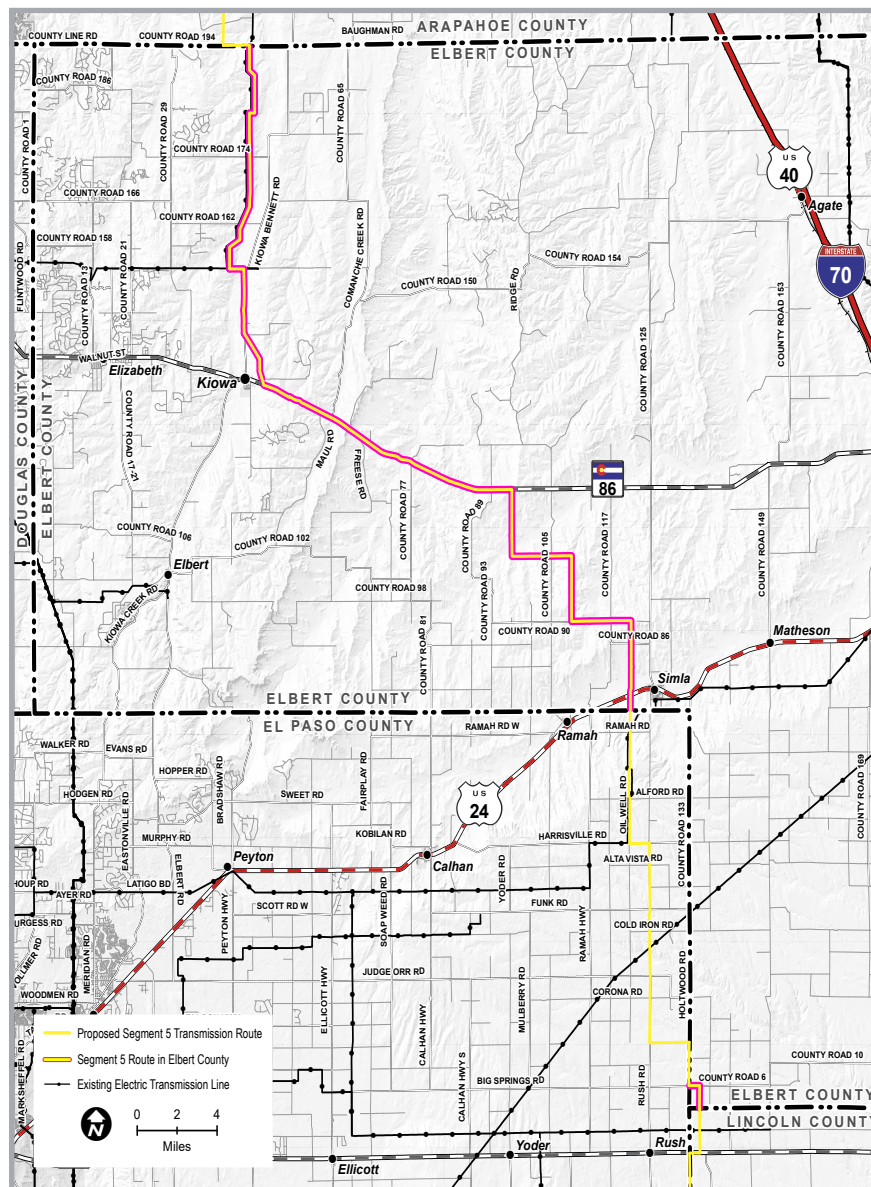 ARAPAHOE COUNTY
ELBERT COUNTY
COUNTY LINE RD
COUNTY ROAD 194
BAUGHMAN RD
COUNTY ROAD 186
COUNTY ROAD 1
COUNTY ROAD 29
COUNTY ROAD 65
COUNTY ROAD 174
COUNTY ROAD 166
COUNTY ROAD 162
KIOWA BENNETT RD
U S
40
Agate
COUNTY ROAD 158
COUNTY ROAD 21
COUNTY ROAD 13
FLINTWOOD RD
COMANCHE CREEK RD
COUNTY ROAD 150
RIDGE RD
COUNTY ROAD 154
COUNTY ROAD 125
COUNTY ROAD 153
INTERSTATE
70
WALNUT ST
Elizabeth
Kiowa
DOUGLAS COUNTY
ELBERT COUNTY
COUNTY ROAD 17-21
MAUL RD
FREESE RD
COUNTY ROAD 77
COUNTY ROAD 89
86
COUNTY ROAD 106
COUNTY ROAD 102
COUNTY ROAD 105
COUNTY ROAD 117
COUNTY ROAD 149
Elbert
KIOWA CREEK RD
COUNTY ROAD 98
COUNTY ROAD 93
COUNTY ROAD 81
COUNTY ROAD 90
COUNTY ROAD 86
Matheson
Simla
ELBERT COUNTY
EL PASO COUNTY
RAMAH RD W
Ramah
RAMAH RD
WALKER RD
EVANS RD
HOPPER RD
BRADSHAW RD
FAIRPLAY RD
HODGEN RD
SWEET RD
U S
24
OIL WELL RD
ALFORD RD
COUNTY ROAD 133
COUNTY ROAD 169
EASTONVILLE RD
MURPHY RD
KOBILAN RD
HARRISVILLE RD
ELBERT RD
Peyton
Calhan
ALTA VISTA RD
HOUP RD
AYER RD
LATIGO BD
YODER RD
SCOTT RD W
SOAP WEED RD
FUNK RD
URGESS RD
PEYTON HWY
RAMAH HWY
COLD IRON RD
VOLLMER RD
MERIDIAN RD
JUDGE ORR RD
WOODMEN RD
ELLICOTT HWY
CALHAN HWY
MULBERRY RD
CORONA RD
HOLTWOOD RD
Proposed Segment 5 Transmission Route
Segment 5 Route in Elbert County
Existing Electric Transmission Line
MARKSHEFFEL RD
N
0 2 4
Miles
CALHAN HWY S
BIG SPRINGS RD
RUSH RD
COUNTY ROAD 10
COUNTY ROAD 6
ELBERT COUNTY
LINCOLN COUNTY
Ellicott
Yoder
Rush